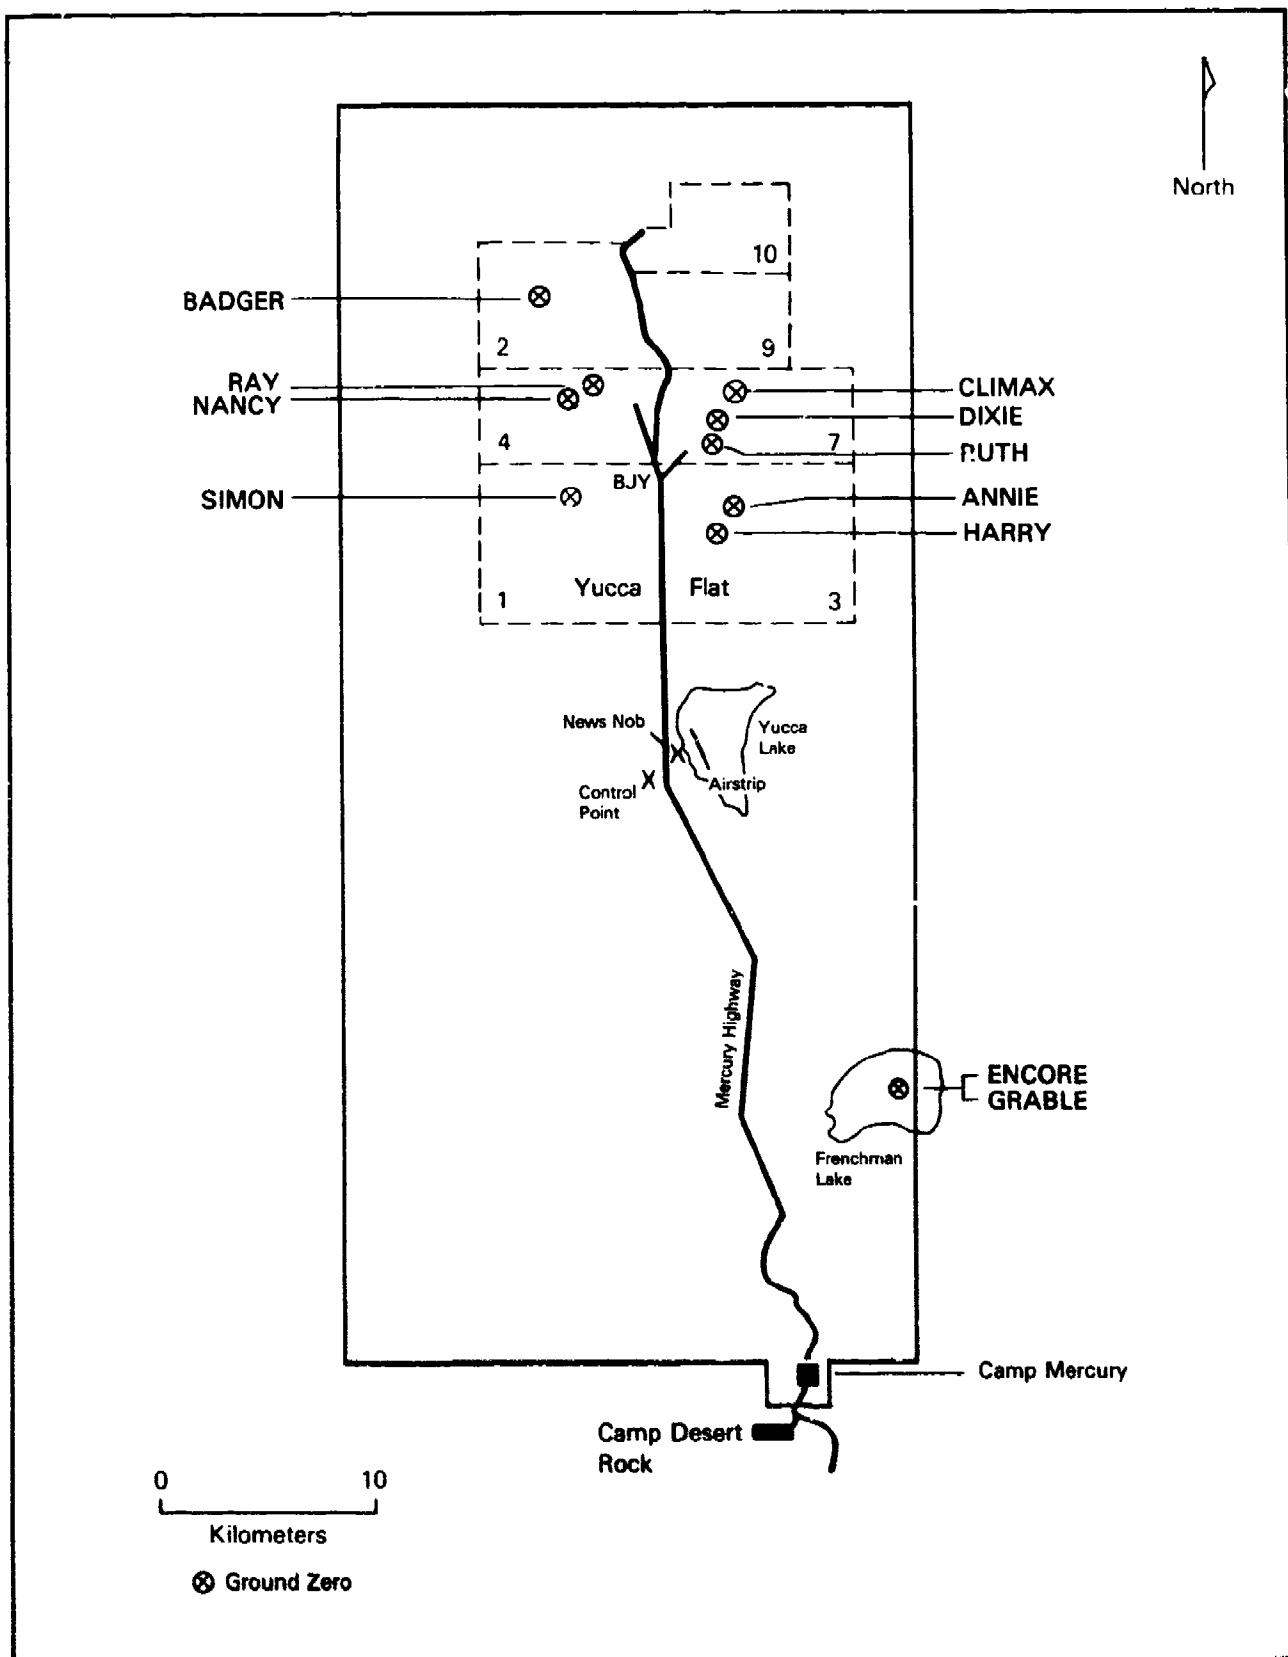 North
10
BADGER
2
9
RAY
NANCY
CLIMAX
DIXIE
RUTH
4
7
BJY
SIMON
ANNIE
HARRY
Yucca Flat
1
3
News Nob
Yucca
Lake
Control
Point
Airstrip
Mercury Highway
ENCORE
GRABLE
Frenchman
Lake
Camp Mercury
Camp Desert
Rock
0 10
Kilometers
Ground Zero